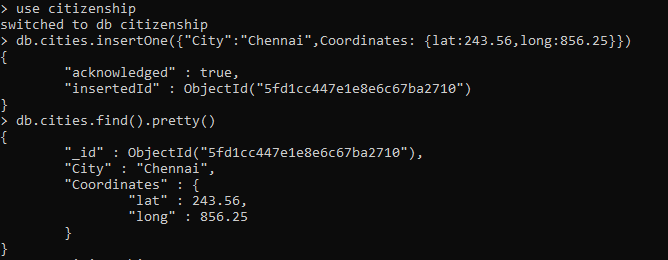 > use citizenship
switched to db citizenship
> db.cities.insertOne({"City":"Chennai",Coordinates: {lat:243.56,long:856.25}})
{
        "acknowledged" : true,
        "insertedId" : ObjectId("5fd1cc447e1e8e6c67ba2710")
}
> db.cities.find().pretty()
{
        "_id" : ObjectId("5fd1cc447e1e8e6c67ba2710"),
        "City" : "Chennai",
        "Coordinates" : {
                "lat" : 243.56,
                "long" : 856.25
        }
}